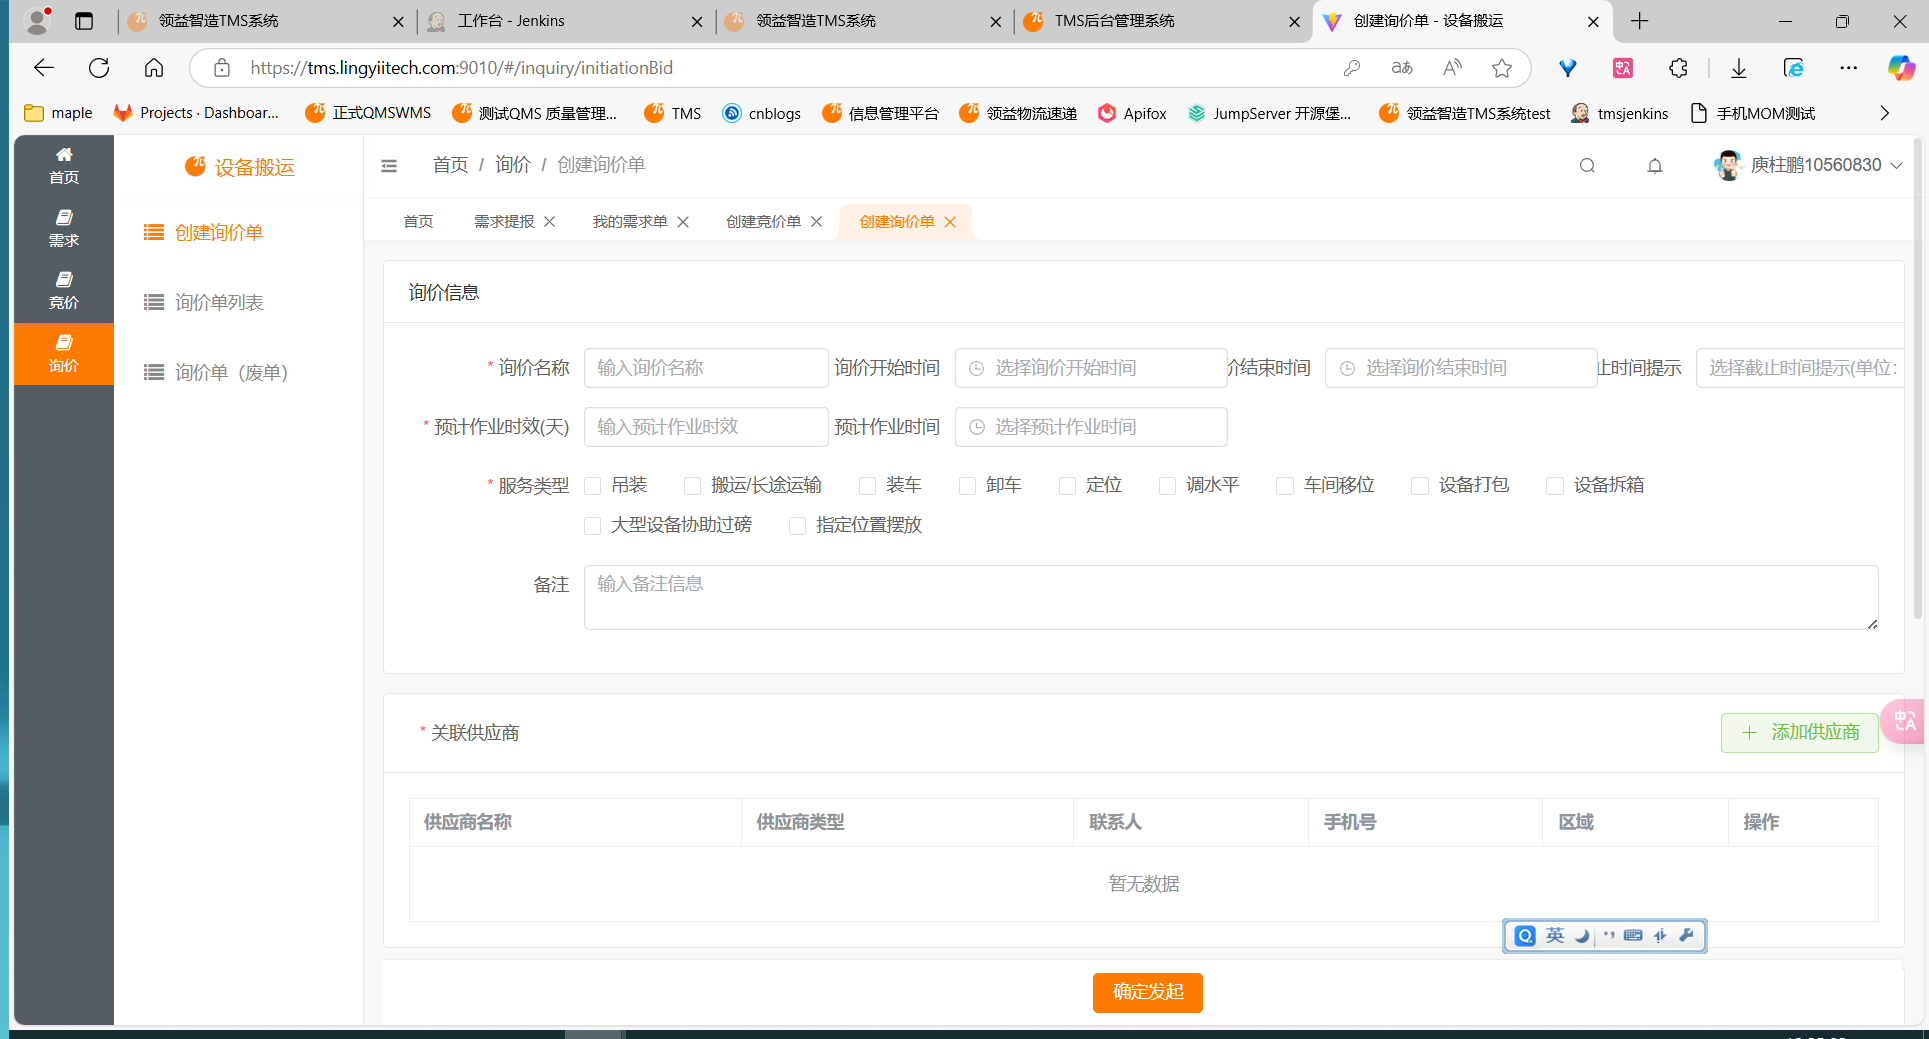 领益智造TMS系统
工作台 - Jenkins
领益智造TMS系统
TMS后台管理系统
创建询价单 - 设备搬运
https://tms.lingyiitech.com:9010/#/inquiry/initiationBid
maple
Projects · Dashboar...
正式QMSWMS
测试QMS 质量管理...
TMS
cnblogs
信息管理平台
领益物流速递
Apifox
JumpServer 开源堡...
领益智造TMS系统test
tmsjenkins
手机MOM测试
首页
需求
竞价
询价
设备搬运
创建询价单
询价单列表
询价单（废单）
首页 / 询价 / 创建询价单
庾柱鹏10560830
首页
需求提报
我的需求单
创建竞价单
创建询价单
询价信息
* 询价名称 输入询价名称
询价开始时间 选择询价开始时间
价结束时间 选择询价结束时间
止时间提示 选择截止时间提示(单位：
* 预计作业时效(天) 输入预计作业时效
预计作业时间 选择预计作业时间
* 服务类型 吊装 搬运/长途运输 装车 卸车 定位 调水平 车间移位 设备打包 设备拆箱
大型设备协助过磅 指定位置摆放
备注 输入备注信息
* 关联供应商
添加供应商
供应商名称 供应商类型 联系人 手机号 区域 操作
暂无数据
英
确定发起